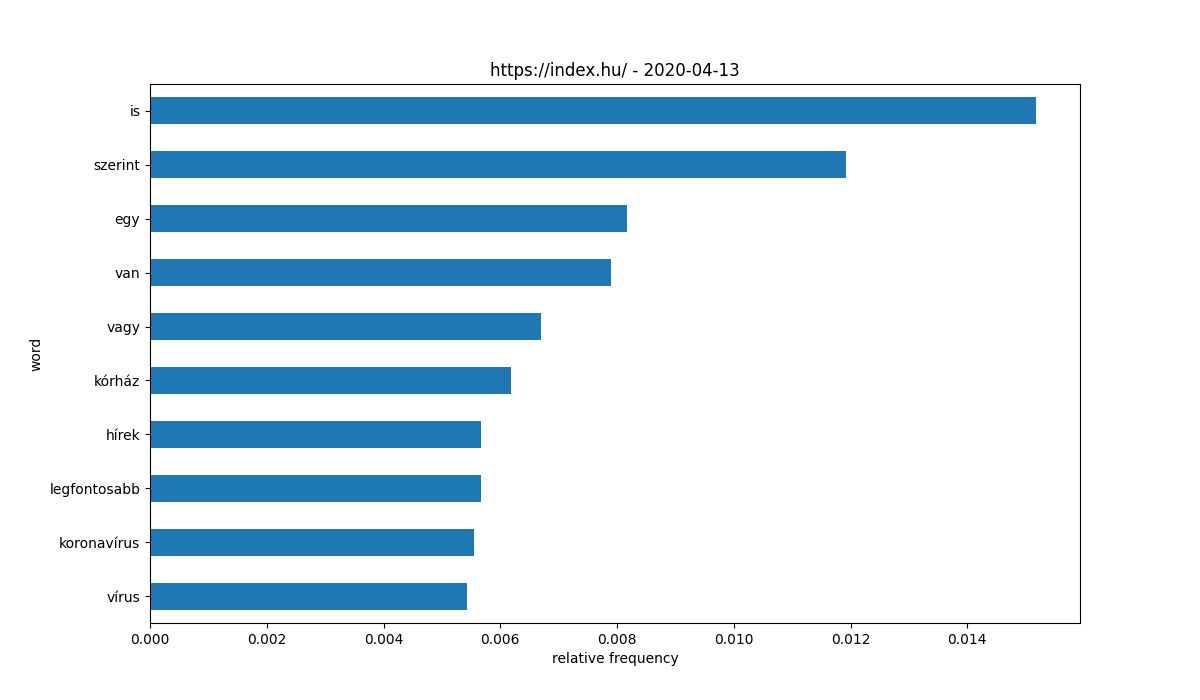 https://index.hu/ - 2020-04-13
is
szerint
egy
van
vagy
kórház
hírek
legfontosabb
koronavírus
vírus
word
0.000 0.002 0.004 0.006 0.008 0.010 0.012 0.014
relative frequency